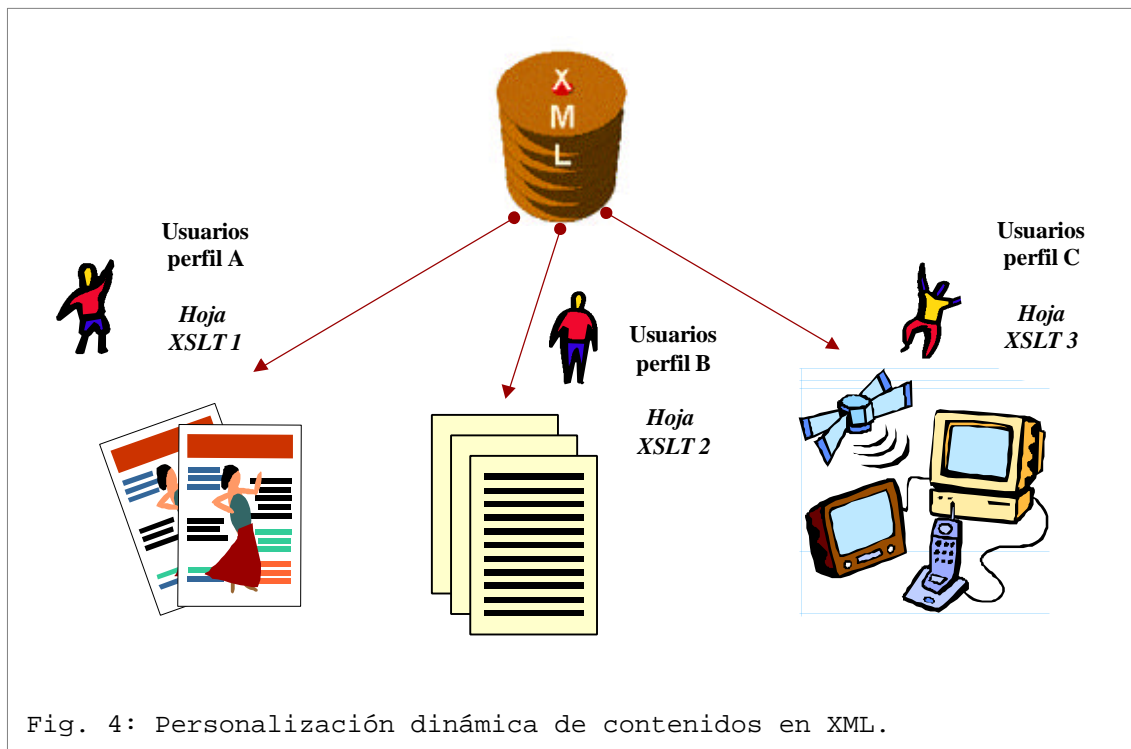 X
M
L
Usuarios
perfil A
Hoja
XSLT 1
Usuarios
perfil B
Hoja
XSLT 2
Usuarios
perfil C
Hoja
XSLT 3
Fig. 4: Personalización dinámica de contenidos en XML.